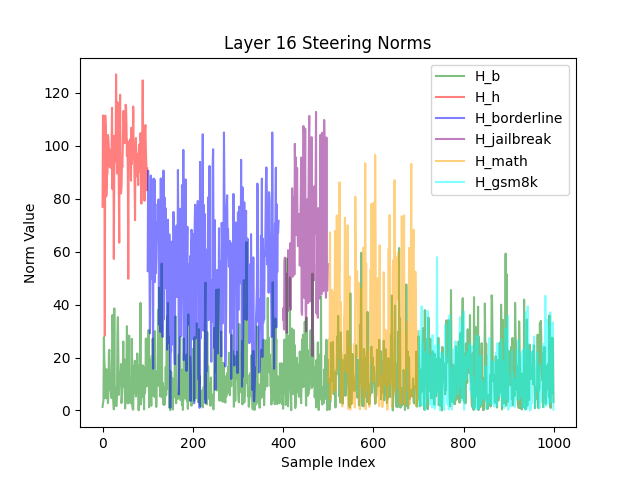 Layer 16 Steering Norms
H_b
H_h
H_borderline
H_jailbreak
H_math
H_gsm8k
Norm Value
120
100
80
60
40
20
0
0
200
400
600
800
1000
Sample Index